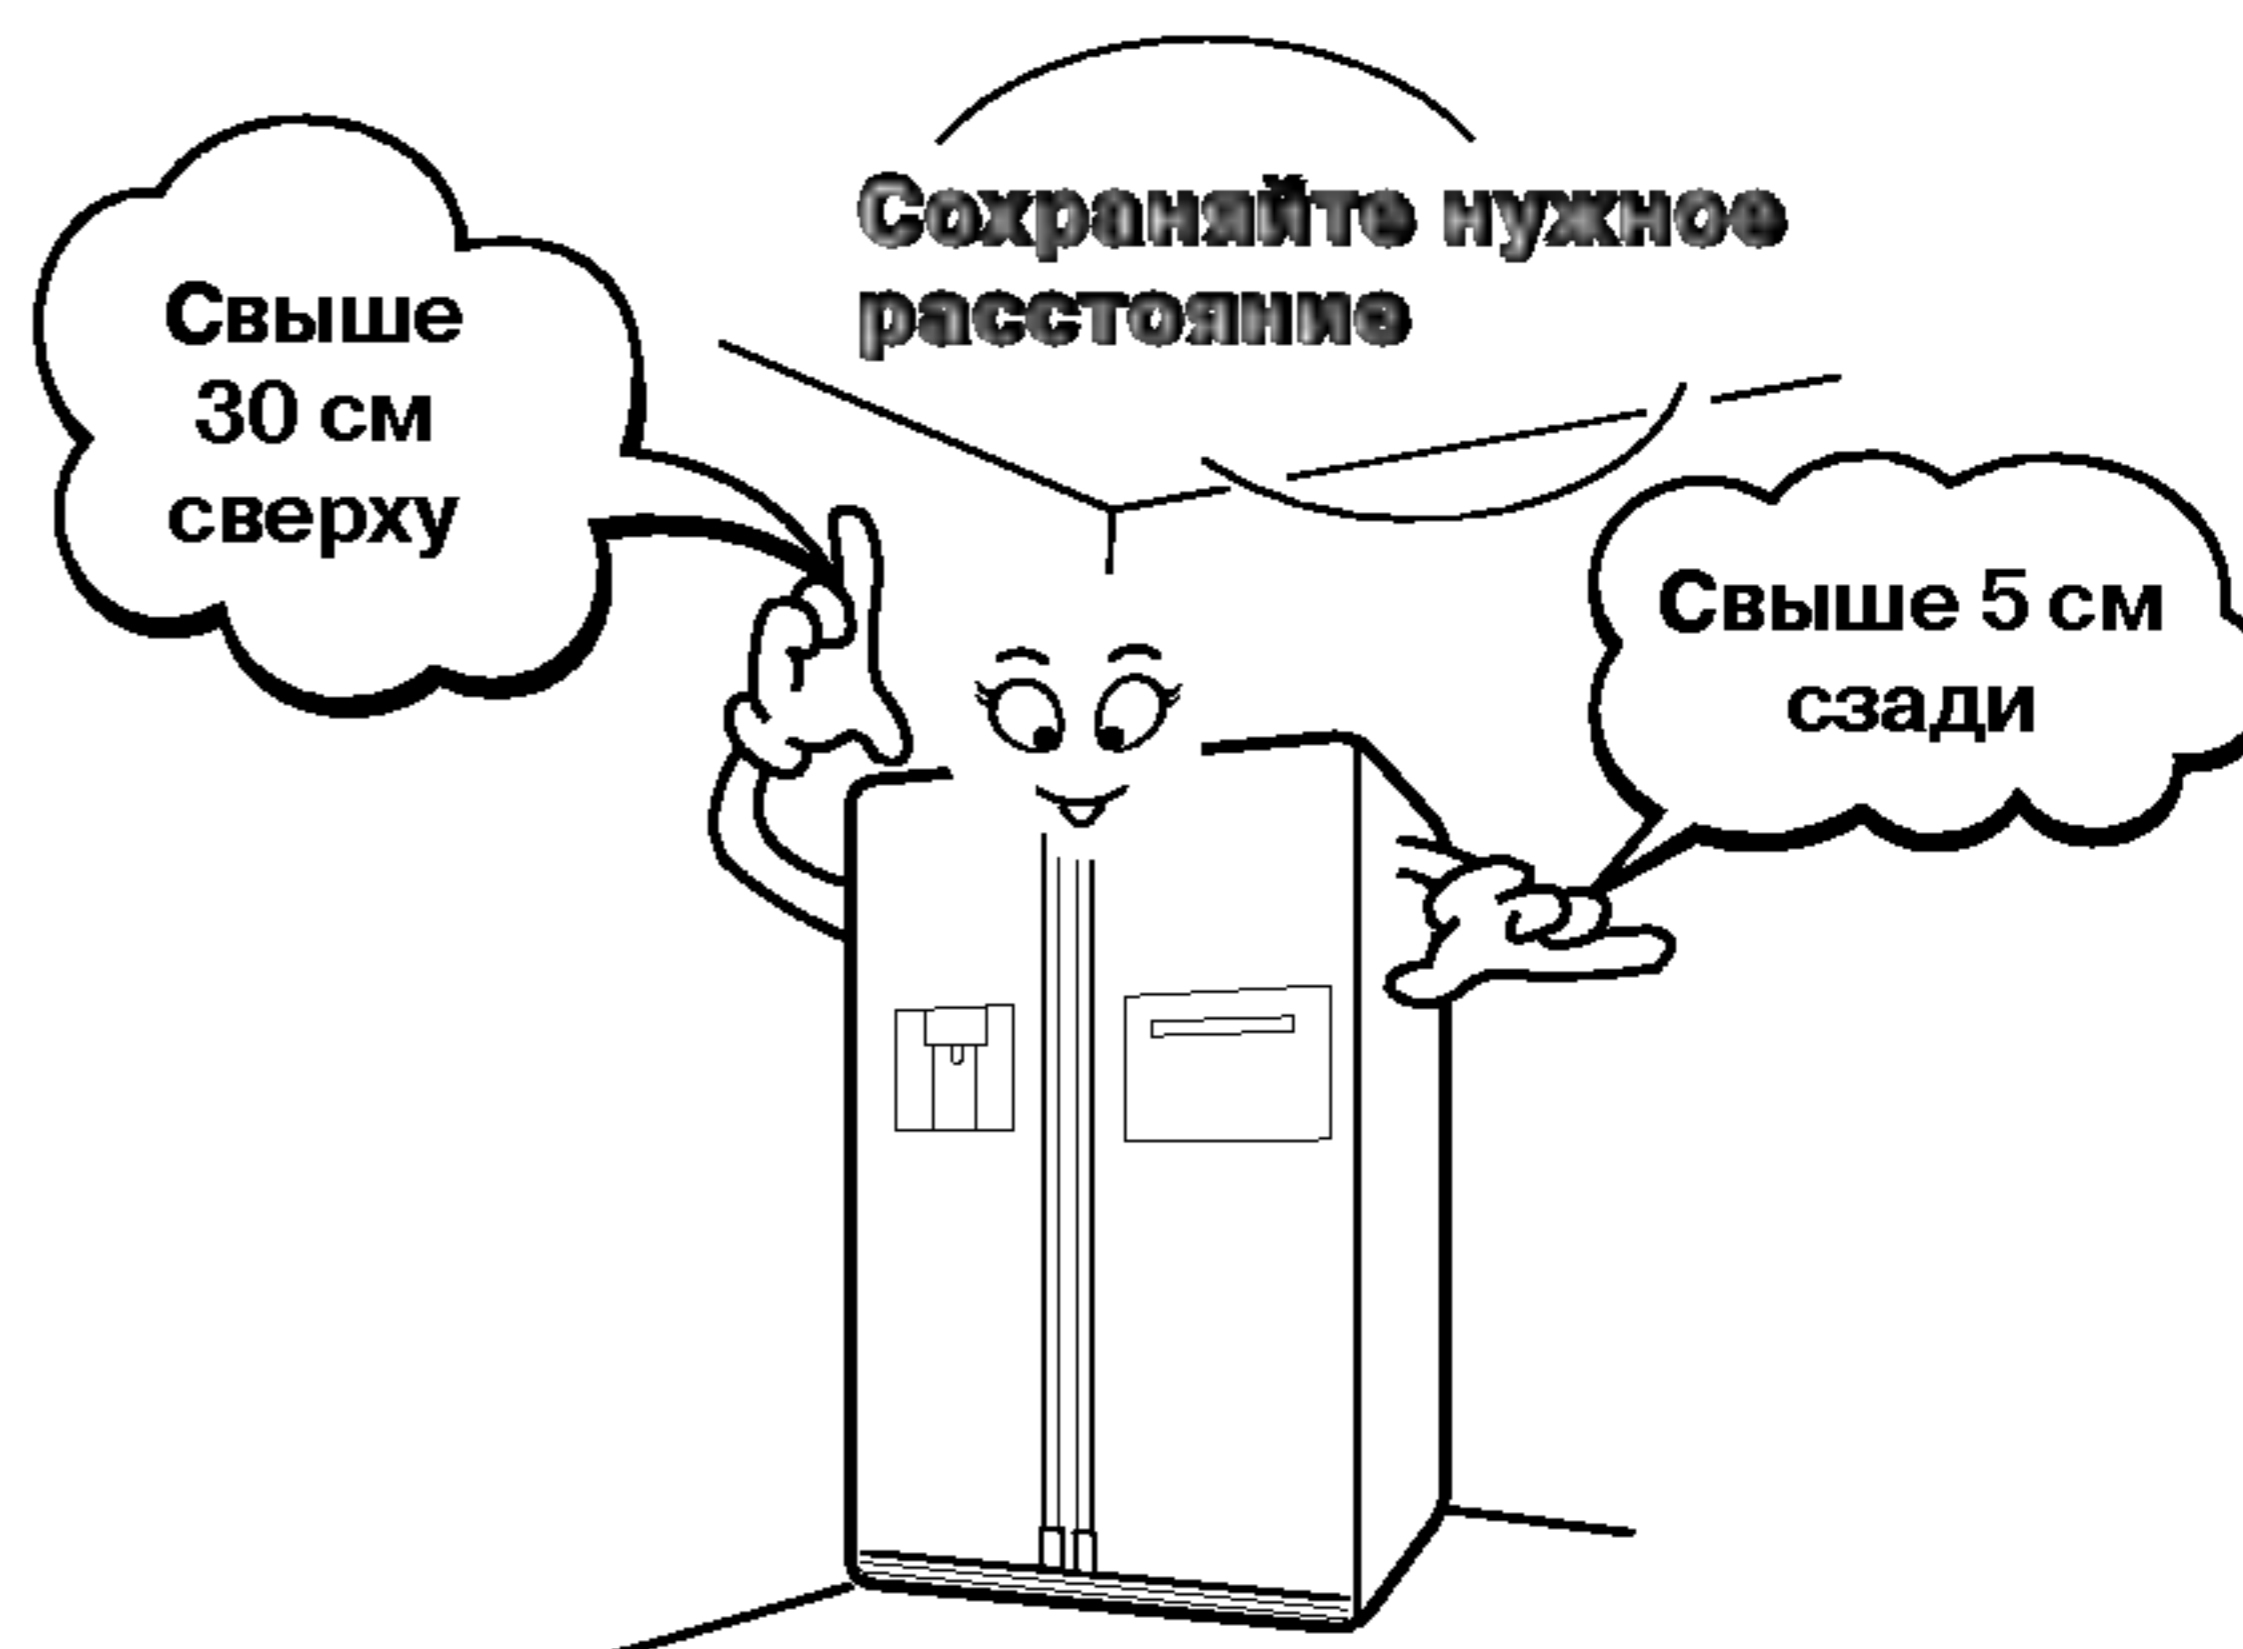 Сохраняйте нужное
расстояние
Свыше
30 см
сверху
Свыше 5 см
сзади